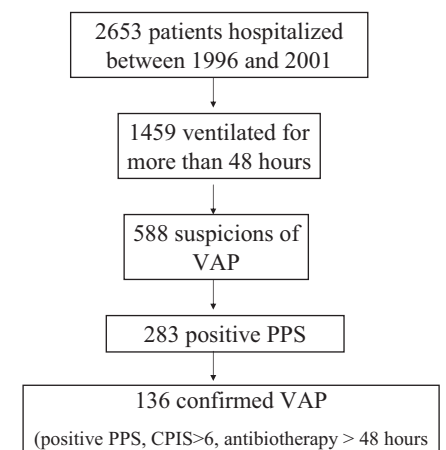 2653 patients hospitalized
between 1996 and 2001
1459 ventilated for
more than 48 hours
588 suspicions of
VAP
283 positive PPS
136 confirmed VAP
(positive PPS, CPIS>6, antibiotherapy > 48 hours